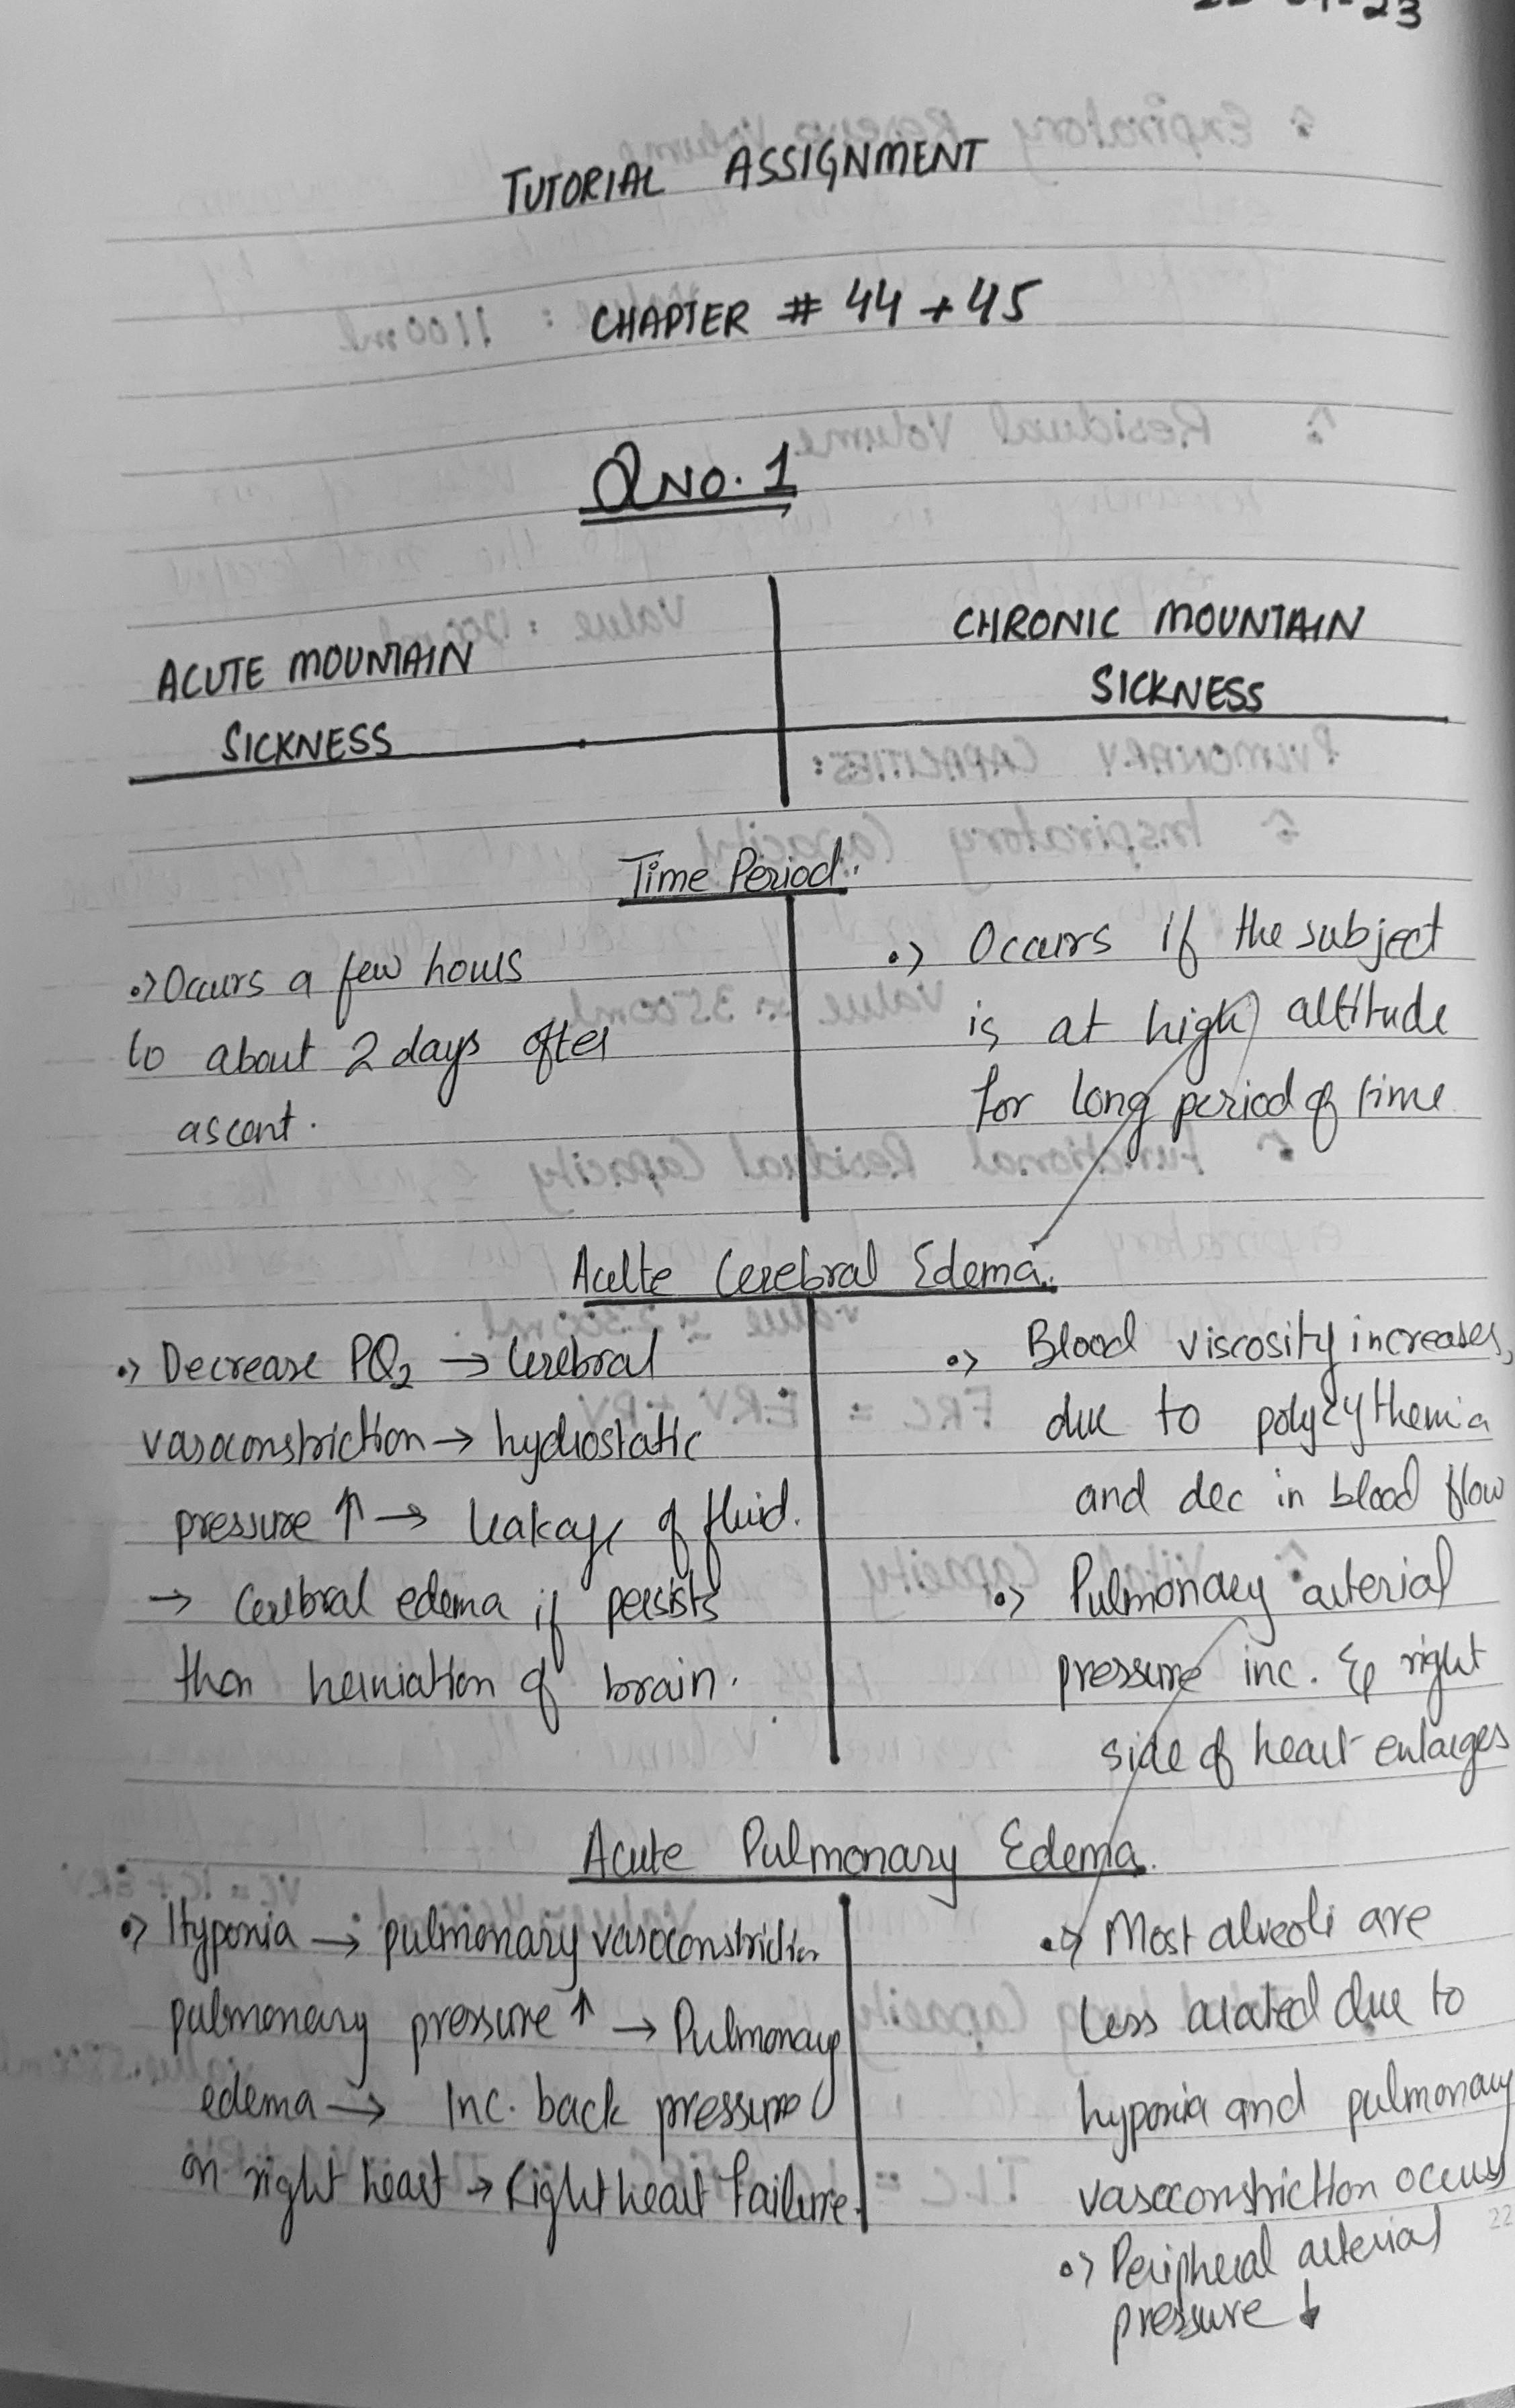 23
TUTORIAL ASSIGNMENT
CHAPTER # 44 + 45
QNO. 1
ACUTE MOUNTAIN
SICKNESS
CHRONIC MOUNTAIN
SICKNESS
Time Period.
•> Occurs a few hours
to about 2 days after
ascent.
•> Occurs if the subject
is at high altitude
for long period of time
Acute Cerebral Edema.
•> Decrease PO2 → Cerebral
vasoconstriction → hydrostatic
pressure ↑ → leakage of fluid.
→ Cerebral edema if persists
then herniation of brain.
•> Blood viscosity increases,
due to polycythemia
and dec in blood flow
•> Pulmonary arterial
pressure inc. & right
side of heart enlarges
Acute Pulmonary Edema.
•> Hypoxia → pulmonary vasoconstriction
pulmonary pressure ↑ → Pulmonary
edema → Inc. back pressure
on right heart → Right heart Failure.
•> Most alveoli are
less arated due to
hypoxia and pulmonary
vasoconstriction occurs
•> Peripheral arterial
pressure ↓
22